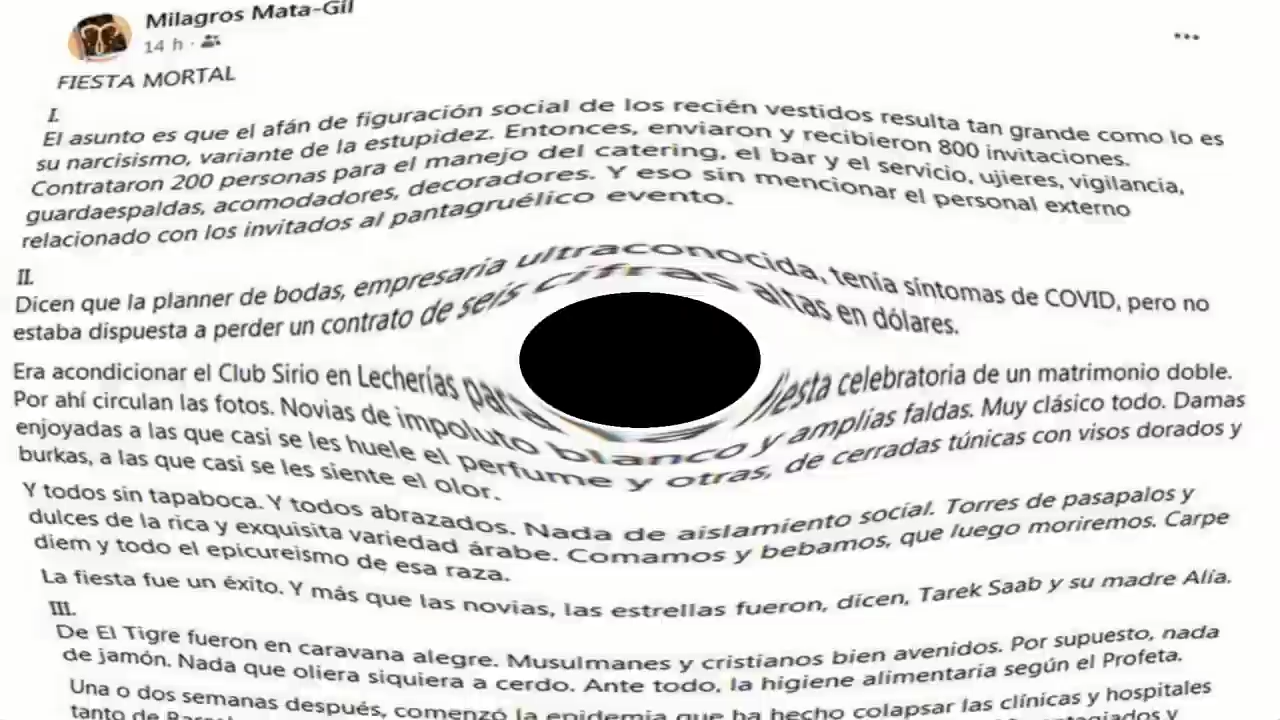 Milagros Mata-Gil
14 h
FIESTA MORTAL
I.
El asunto es que el afán de figuración social de los recién vestidos resulta tan grande como lo es
su narcisismo, variante de la estupidez. Entonces, enviaron y recibieron 800 invitaciones.
Contrataron 200 personas para el manejo del catering, el bar y el servicio, ujieres, vigilancia,
guardaespaldas, acomodadores, decoradores. Y eso sin mencionar el personal externo
relacionado con los invitados al pantagruélico evento.
II.
Dicen que la planner de bodas, empresaria ultraconocida, tenía síntomas de COVID, pero no
estaba dispuesta a perder un contrato de seis cifras altas en dólares.
Era acondicionar el Club Sirio en Lecherías para fiesta celebratoria de un matrimonio doble.
Por ahí circulan las fotos. Novias de impoluto blanco y amplias faldas. Muy clásico todo. Damas
enjoyadas a las que casi se les huele el perfume y otras, de cerradas túnicas con visos dorados y
burkas, a las que casi se les siente el olor.
Y todos sin tapaboca. Y todos abrazados. Nada de aislamiento social. Torres de pasapalos y
dulces de la rica y exquisita variedad árabe. Comamos y bebamos, que luego moriremos. Carpe
diem y todo el epicureismo de esa raza.
La fiesta fue un éxito. Y más que las novias, las estrellas fueron, dicen, Tarek Saab y su madre Alía.
III.
De El Tigre fueron en caravana alegre. Musulmanes y cristianos bien avenidos. Por supuesto, nada
de jamón. Nada que oliera siquiera a cerdo. Ante todo, la higiene alimentaria según el Profeta.
Una o dos semanas después, comenzó la epidemia que ha hecho colapsar las clínicas y hospitales
tanto de